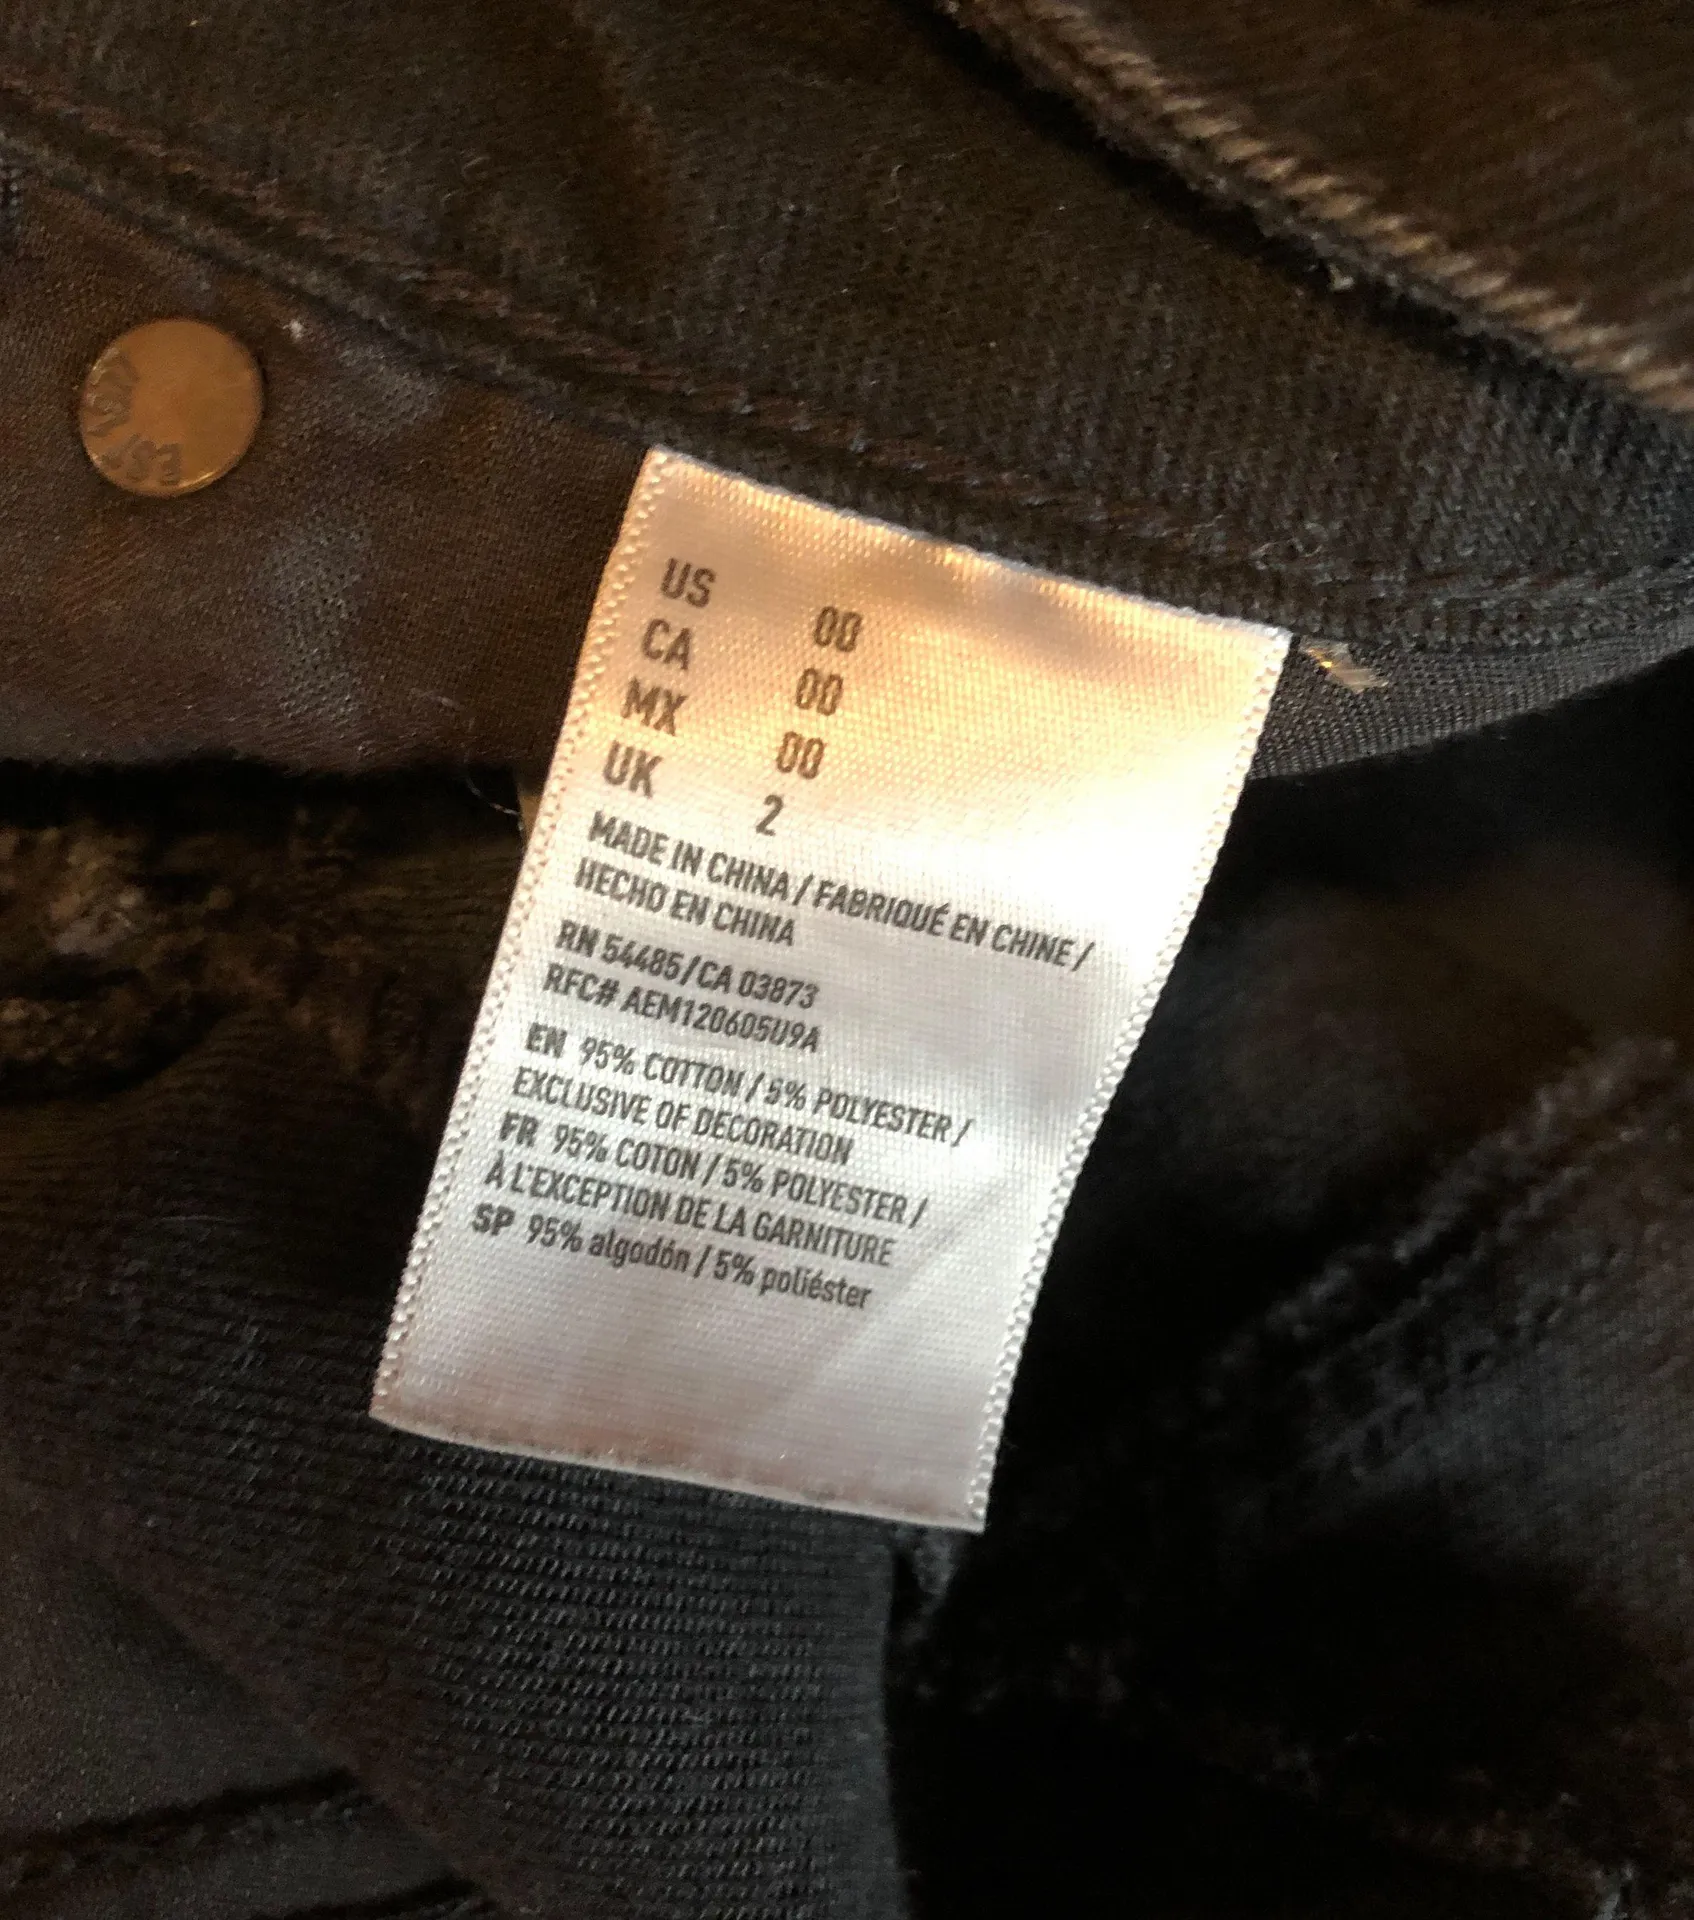 US 00
CA 00
MX 00
UK 2
MADE IN CHINA / FABRIQUÉ EN CHINE /
HECHO EN CHINA
RN 54485/CA 03873
RFC# AEM120605U9A
EN 95% COTTON / 5% POLYESTER /
EXCLUSIVE OF DECORATION
FR 95% COTON / 5% POLYESTER /
À L'EXCEPTION DE LA GARNITURE
SP 95% algodón / 5% poliéster